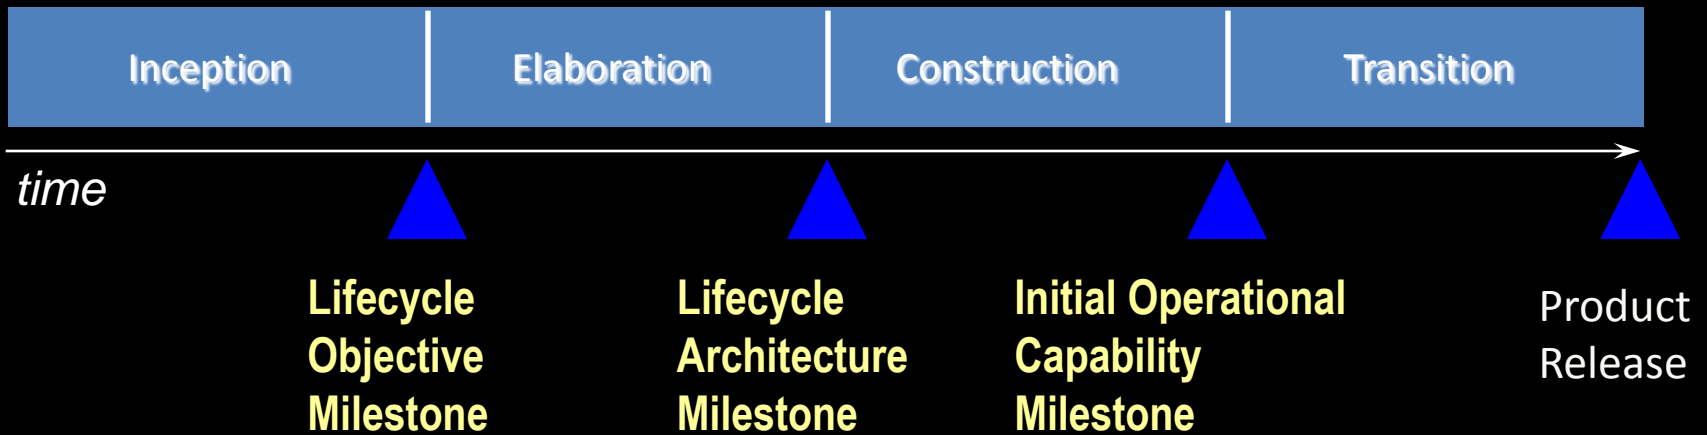 Inception
Elaboration
Construction
Transition
time
Lifecycle
Objective
Milestone
Lifecycle
Architecture
Milestone
Initial Operational
Capability
Milestone
Product
Release